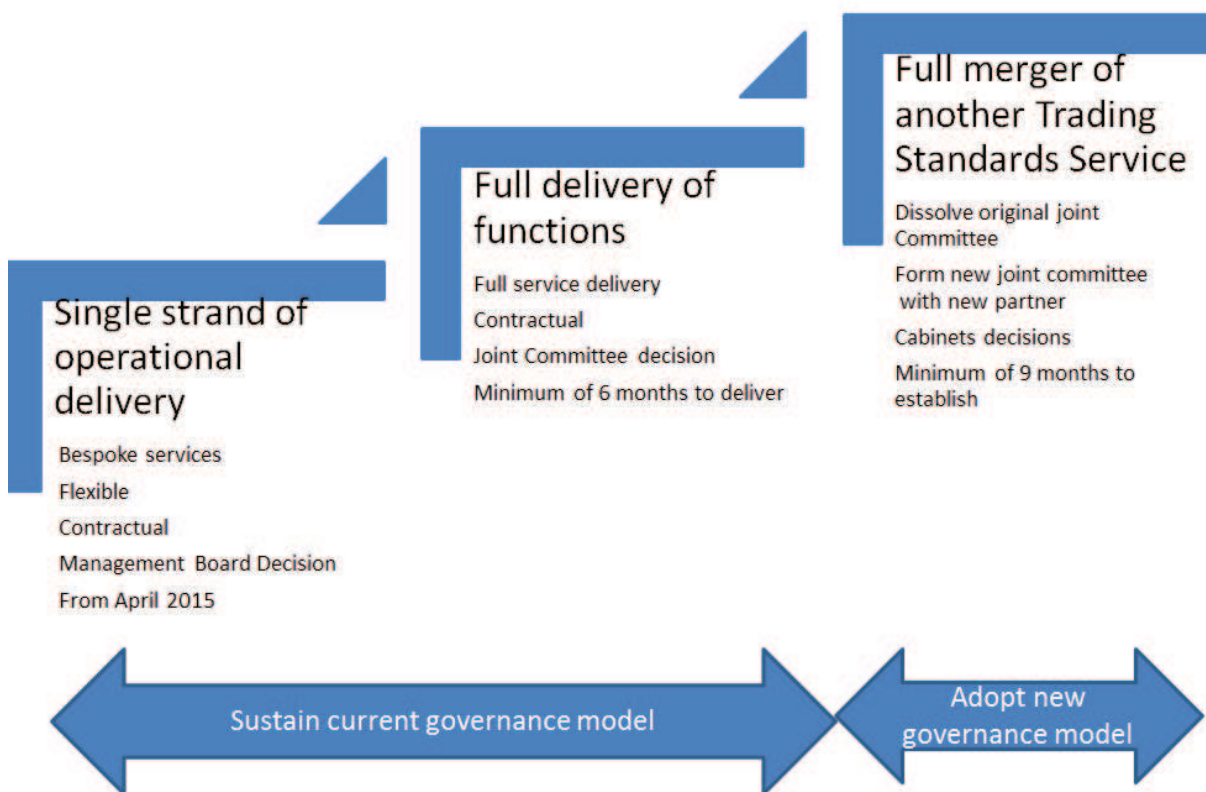 Single strand of
operational
delivery
Bespoke services
Flexible
Contractual
Management Board Decision
From April 2015
Full delivery of
functions
Full service delivery
Contractual
Joint Committee decision
Minimum of 6 months to deliver
Full merger of
another Trading
Standards Service
Dissolve original joint
Committee
Form new joint committee
with new partner
Cabinets decisions
Minimum of 9 months to
establish
Sustain current governance model
Adopt new
governance model